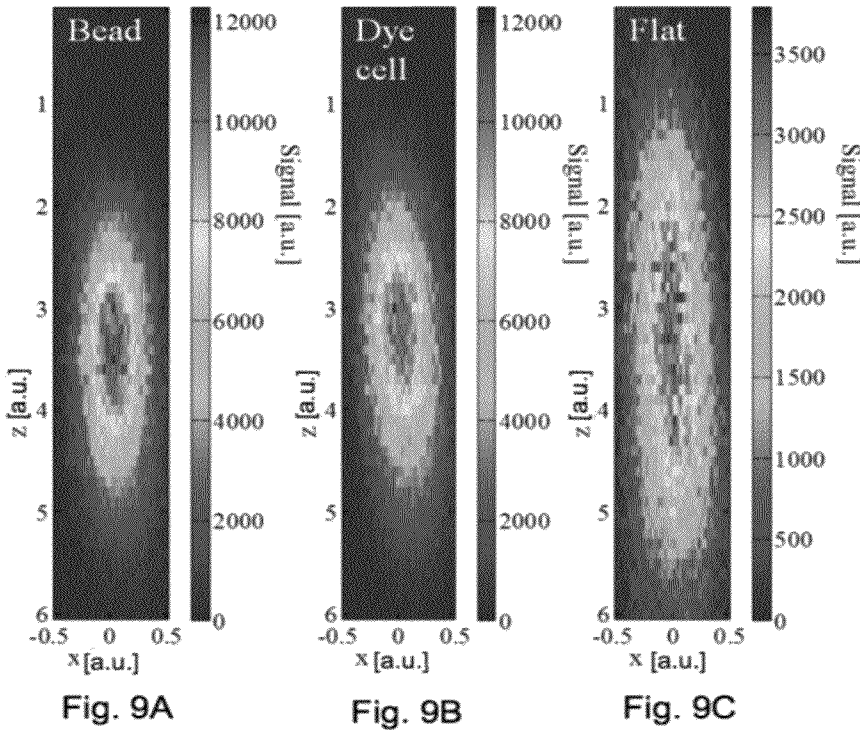 Bead
1
2
3
4
5
6
z [a.u.]
-0.5 0 0.5
x [a.u.]
12000
10000
8000
6000
4000
2000
0
Signal [a.u.]
Fig. 9A
Dye
cell
1
2
3
4
5
6
z [a.u.]
-0.5 0 0.5
x [a.u.]
12000
10000
8000
6000
4000
2000
0
Signal [a.u.]
Fig. 9B
Flat
1
2
3
4
5
6
z [a.u.]
-0.5 0 0.5
x [a.u.]
3500
3000
2500
2000
1500
1000
500
0
Signal [a.u.]
Fig. 9C